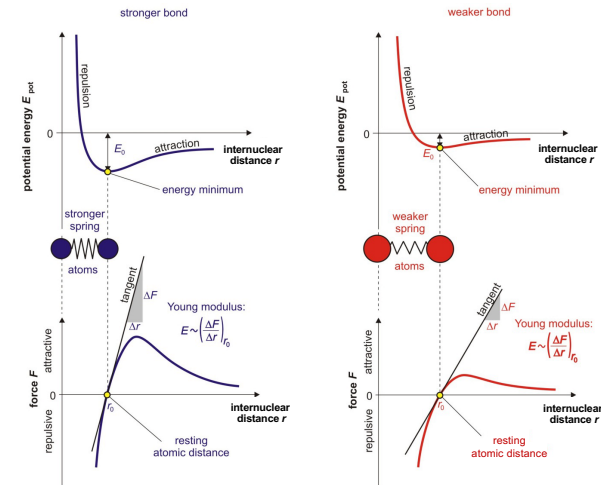 stronger bond
potential energy E pot
repulsion
0
E0
attraction
internuclear
distance r
energy minimum
stronger
spring
atoms
tangent
ΔF
Δr
Young modulus:
E~(ΔF/Δr)r0
force F
attractive
repulsive
0
r0
internuclear
distance r
resting
atomic distance
weaker bond
potential energy E pot
repulsion
0
E0
attraction
internuclear
distance r
energy minimum
weaker
spring
atoms
tangent
ΔF
Δr
Young modulus:
E~(ΔF/Δr)r0
force F
attractive
repulsive
0
r0
internuclear
distance r
resting
atomic distance